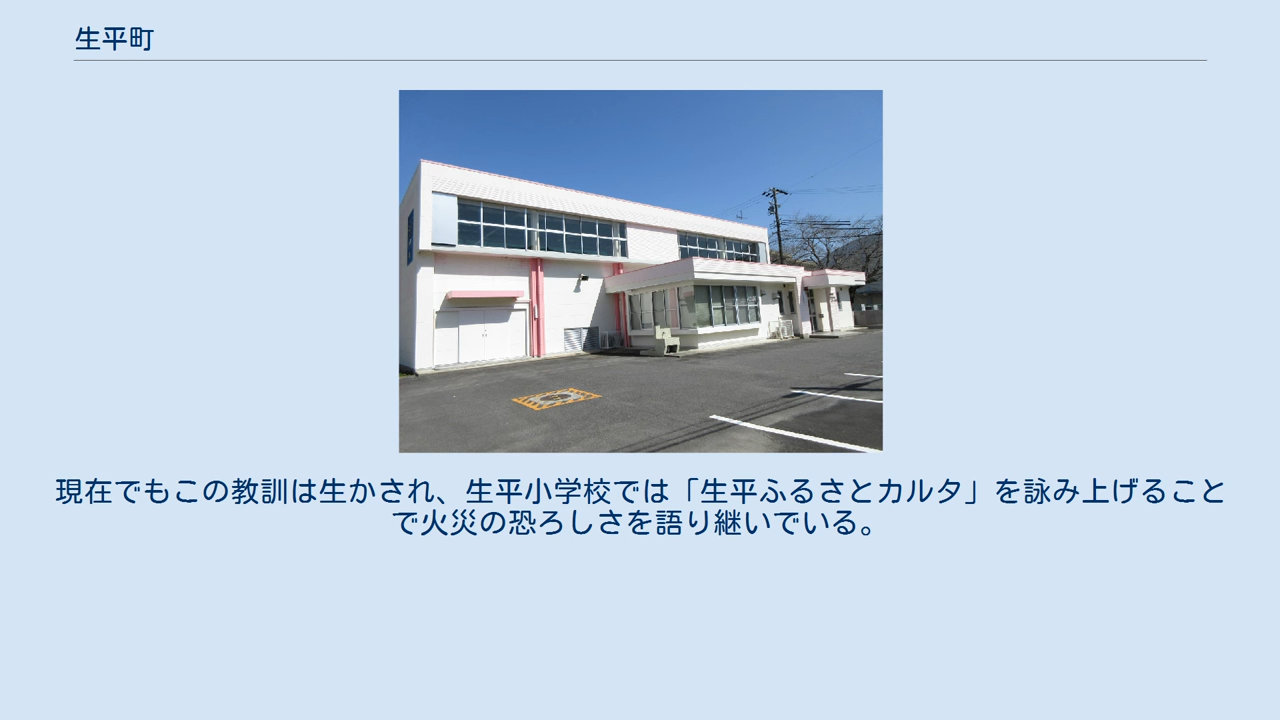 生平町
現在でもこの教訓は生かされ、生平小学校では「生平ふるさとカルタ」を詠み上げること
で火災の恐ろしさを語り継いでいる。